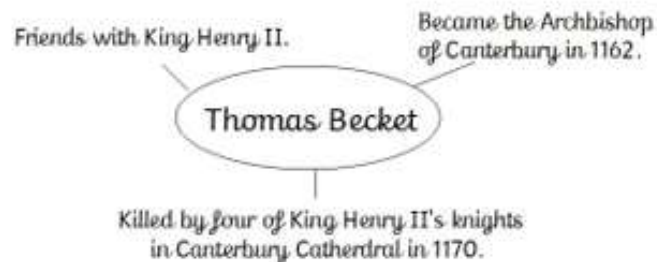 Friends with King Henry II.
Became the Archbishop
of Canterbury in 1162.
Thomas Becket
Killed by four of King Henry II's knights
in Canterbury Catherdral in 1170.